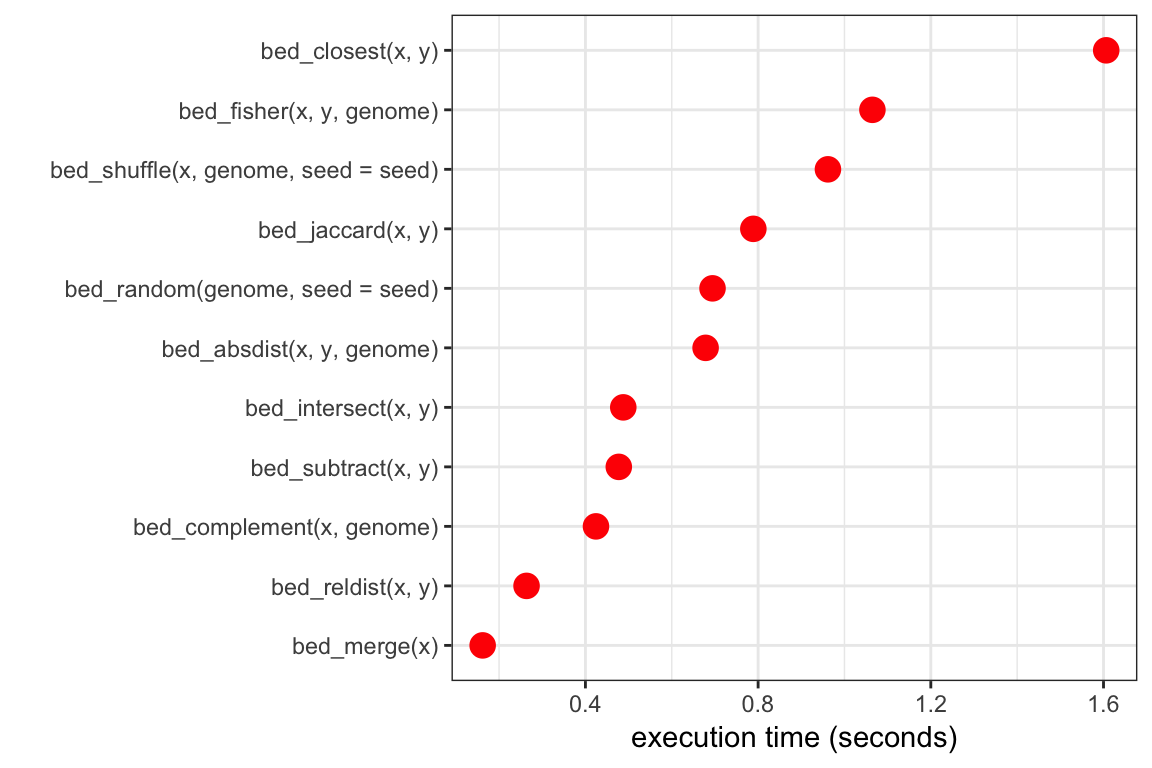 bed_closest(x, y)
bed_fisher(x, y, genome)
bed_shuffle(x, genome, seed = seed)
bed_jaccard(x, y)
bed_random(genome, seed = seed)
bed_absdist(x, y, genome)
bed_intersect(x, y)
bed_subtract(x, y)
bed_complement(x, genome)
bed_reldist(x, y)
bed_merge(x)
0.4 0.8 1.2 1.6
execution time (seconds)